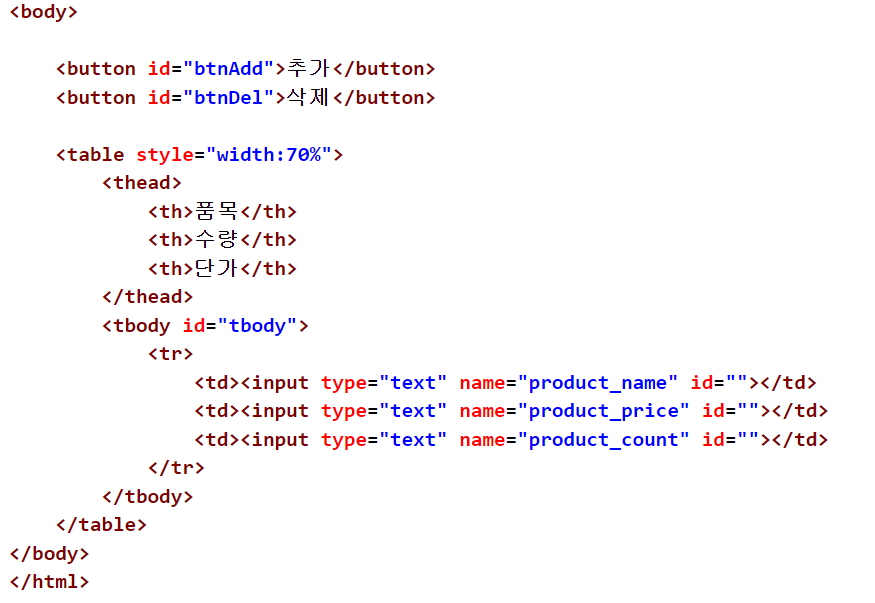 <body>
<button id="btnAdd">추가</button>
<button id="btnDel">삭제</button>
<table style="width:70%">
<thead>
<th>품목</th>
<th>수량</th>
<th>단가</th>
</thead>
<tbody id="tbody">
<tr>
<td><input type="text" name="product_name" id=""></td>
<td><input type="text" name="product_price" id=""></td>
<td><input type="text" name="product_count" id=""></td>
</tr>
</tbody>
</table>
</body>
</html>